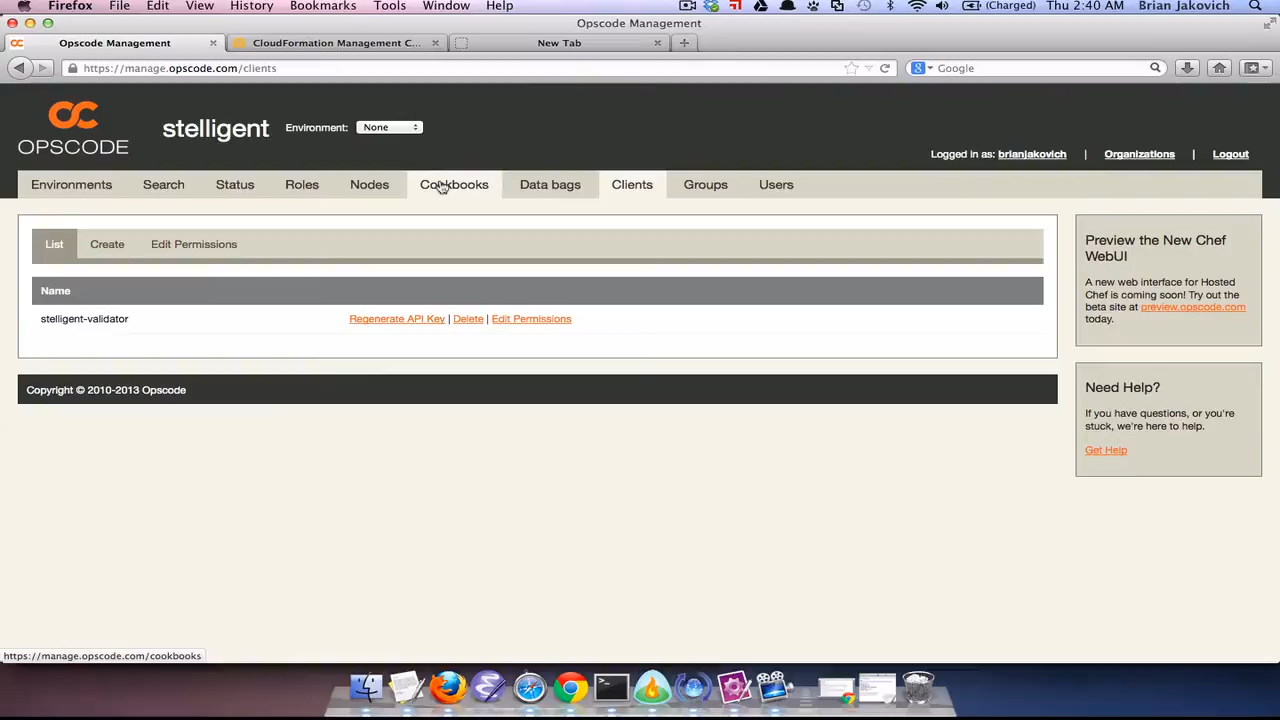 Firefox File Edit View History Bookmarks Tools Window Help (Charged) Thu 2:40 AM Brian Jakovich
Opscode Management
Opscode Management CloudFormation Management C... New Tab
https://manage.opscode.com/clients Google
OPSCODE stelligent Environment: None
Logged in as: brianjakovich | Organizations | Logout
Environments Search Status Roles Nodes Cookbooks Data bags Clients Groups Users
List Create Edit Permissions
Name
stelligent-validator Regenerate API Key | Delete | Edit Permissions
Copyright © 2010-2013 Opscode
Preview the New Chef
WebUI
A new web interface for Hosted
Chef is coming soon! Try out the
beta site at preview.opscode.com
today.
Need Help?
If you have questions, or you're
stuck, we're here to help.
Get Help
https://manage.opscode.com/cookbooks